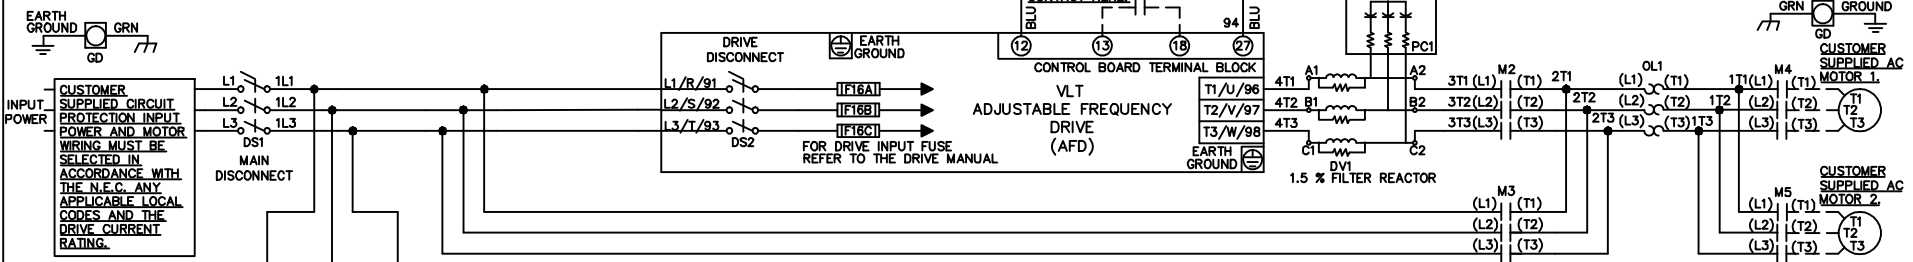 EARTH
GROUND
GRN
GD
INPUT
POWER
CUSTOMER
SUPPLIED CIRCUIT
PROTECTION INPUT
POWER AND MOTOR
WIRING MUST BE
SELECTED IN
ACCORDANCE WITH
THE N.E.C. ANY
APPLICABLE LOCAL
CODES AND THE
DRIVE CURRENT
RATING.
L1
1L1
L2
1L2
L3
1L3
DS1
MAIN
DISCONNECT
DRIVE
DISCONNECT
EARTH
GROUND
L1/R/91
L2/S/92
L3/T/93
DS2
F16A
F16B
F16C
FOR DRIVE INPUT FUSE
REFER TO THE DRIVE MANUAL
BLU
94
BLU
12
13
18
27
CONTROL BOARD TERMINAL BLOCK
VLT
ADJUSTABLE FREQUENCY
DRIVE
(AFD)
T1/U/96
T2/V/97
T3/W/98
EARTH
GROUND
4T1
4T2
4T3
A1
B1
C1
A2
B2
C2
DV1
1.5 % FILTER REACTOR
PC1
M2
3T1 (L1) (T1)
3T2(L2) (T2)
3T3(L3) (T3)
2T1
2T2
2T3
M3
(L1) (T1)
(L2) (T2)
(L3) (T3)
OL1
(L1) (T1)
(L2) (T2)
(L3) (T3)
1T1
1T2
1T3
M4
(L1) (T1)
(L2) (T2)
(L3) (T3)
GRN
GROUND
GD
CUSTOMER
SUPPLIED AC
MOTOR 1.
T1
T2
T3
CUSTOMER
SUPPLIED AC
MOTOR 2.
M5
(L1) (T1)
(L2) (T2)
(L3) (T3)
T1
T2
T3